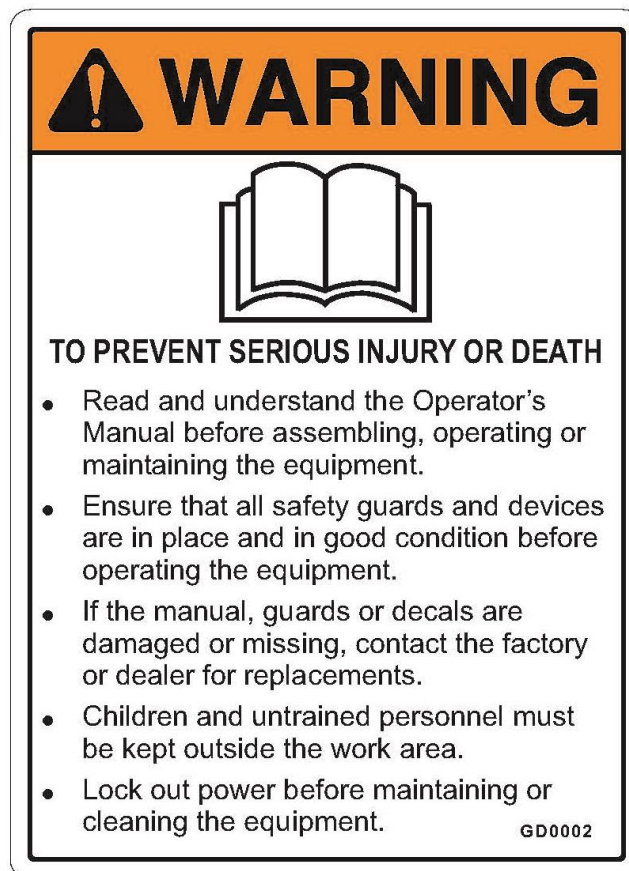 WARNING
TO PREVENT SERIOUS INJURY OR DEATH
• Read and understand the Operator's
Manual before assembling, operating or
maintaining the equipment.
• Ensure that all safety guards and devices
are in place and in good condition before
operating the equipment.
• If the manual, guards or decals are
damaged or missing, contact the factory
or dealer for replacements.
• Children and untrained personnel must
be kept outside the work area.
• Lock out power before maintaining or
cleaning the equipment.
GD0002